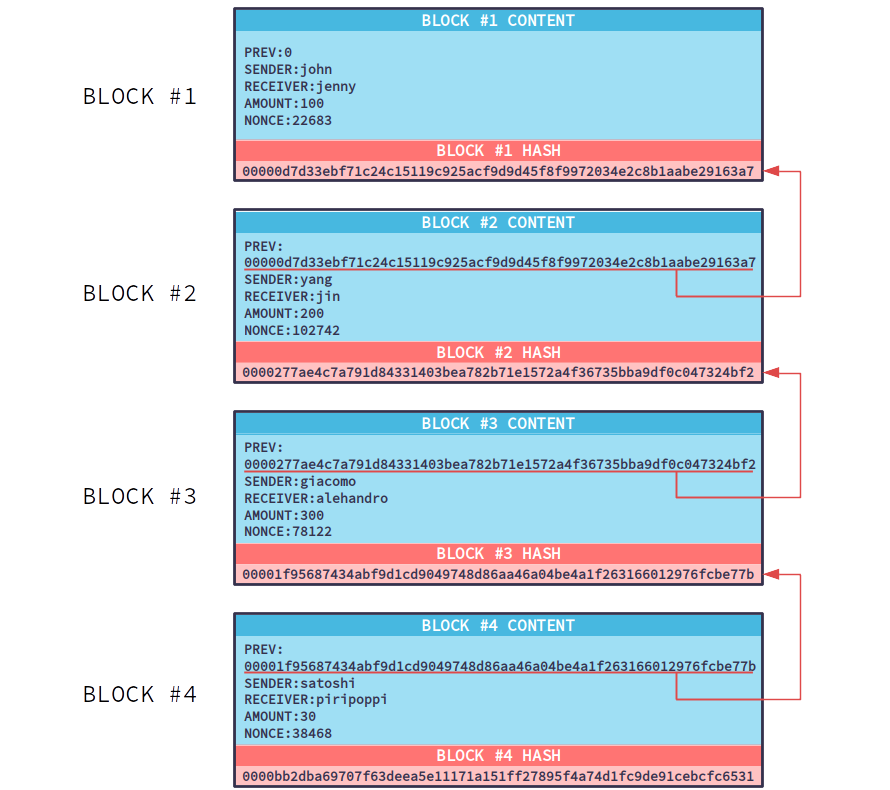 BLOCK #1
BLOCK #1 CONTENT
PREV:0
SENDER:john
RECEIVER:jenny
AMOUNT:100
NONCE:22683
BLOCK #1 HASH
00000d7d33ebf71c24c15119c925acf9d9d45f8f9972034e2c8b1aabe29163a7
BLOCK #2
BLOCK #2 CONTENT
PREV:
00000d7d33ebf71c24c15119c925acf9d9d45f8f9972034e2c8b1aabe29163a7
SENDER:yang
RECEIVER:jin
AMOUNT:200
NONCE:102742
BLOCK #2 HASH
0000277ae4c7a791d84331403bea782b71e1572a4f36735bba9df0c047324bf2
BLOCK #3
BLOCK #3 CONTENT
PREV:
0000277ae4c7a791d84331403bea782b71e1572a4f36735bba9df0c047324bf2
SENDER:giacomo
RECEIVER:alehandro
AMOUNT:300
NONCE:78122
BLOCK #3 HASH
00001f95687434abf9d1cd9049748d86aa46a04be4a1f263166012976fcbe77b
BLOCK #4
BLOCK #4 CONTENT
PREV:
00001f95687434abf9d1cd9049748d86aa46a04be4a1f263166012976fcbe77b
SENDER:satoshi
RECEIVER:piripoppi
AMOUNT:30
NONCE:38468
BLOCK #4 HASH
0000bb2dba69707f63deea5e11171a151ff27895f4a74d1fc9de91cebcfc6531